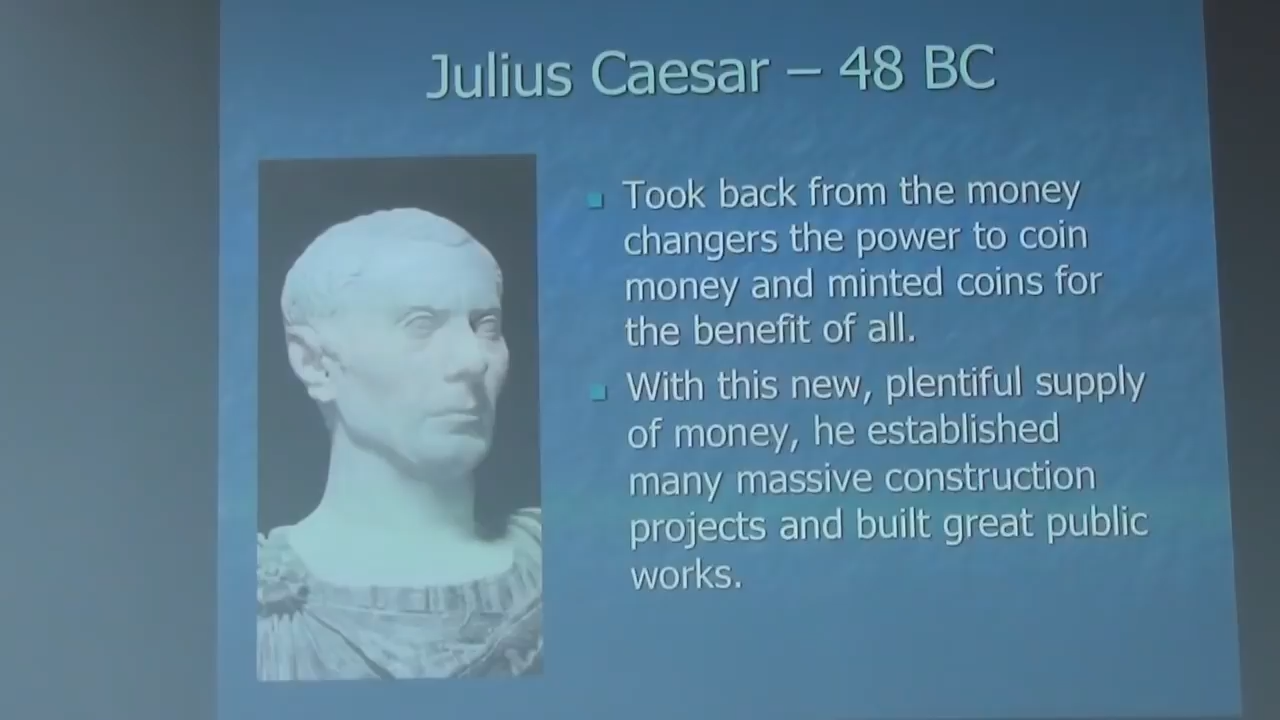 Julius Caesar – 48 BC
Took back from the money
changers the power to coin
money and minted coins for
the benefit of all.
With this new, plentiful supply
of money, he established
many massive construction
projects and built great public
works.